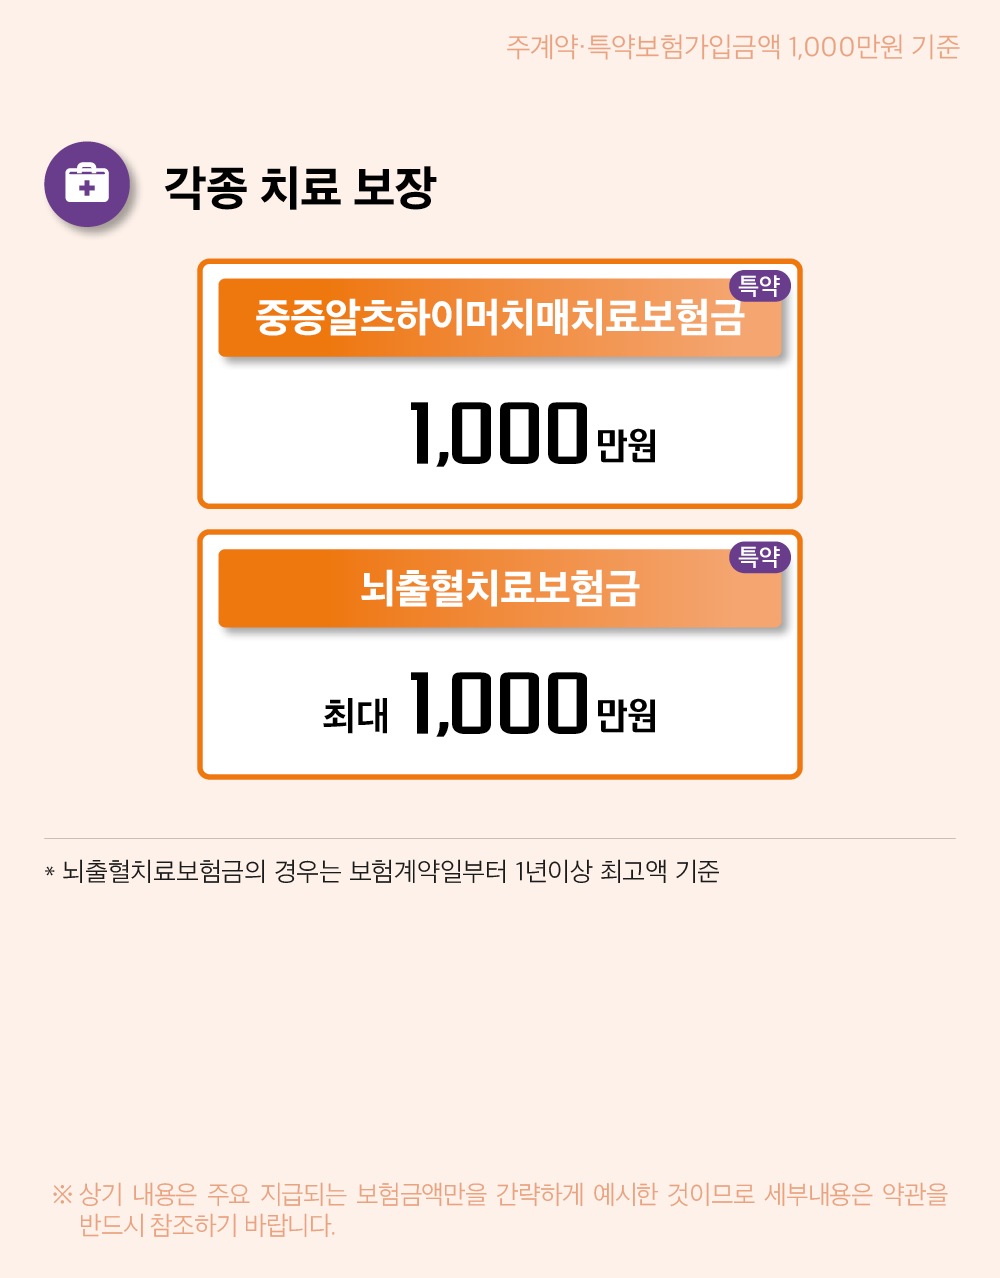 주계약·특약보험가입금액 1,000만원 기준
각종 치료 보장
특약
중증알츠하이머치매치료보험금
1,000만원
특약
뇌출혈치료보험금
최대 1,000만원
* 뇌출혈치료보험금의 경우는 보험계약일부터 1년이상 최고액 기준
※ 상기 내용은 주요 지급되는 보험금액만을 간략하게 예시한 것이므로 세부내용은 약관을
반드시 참조하기 바랍니다.